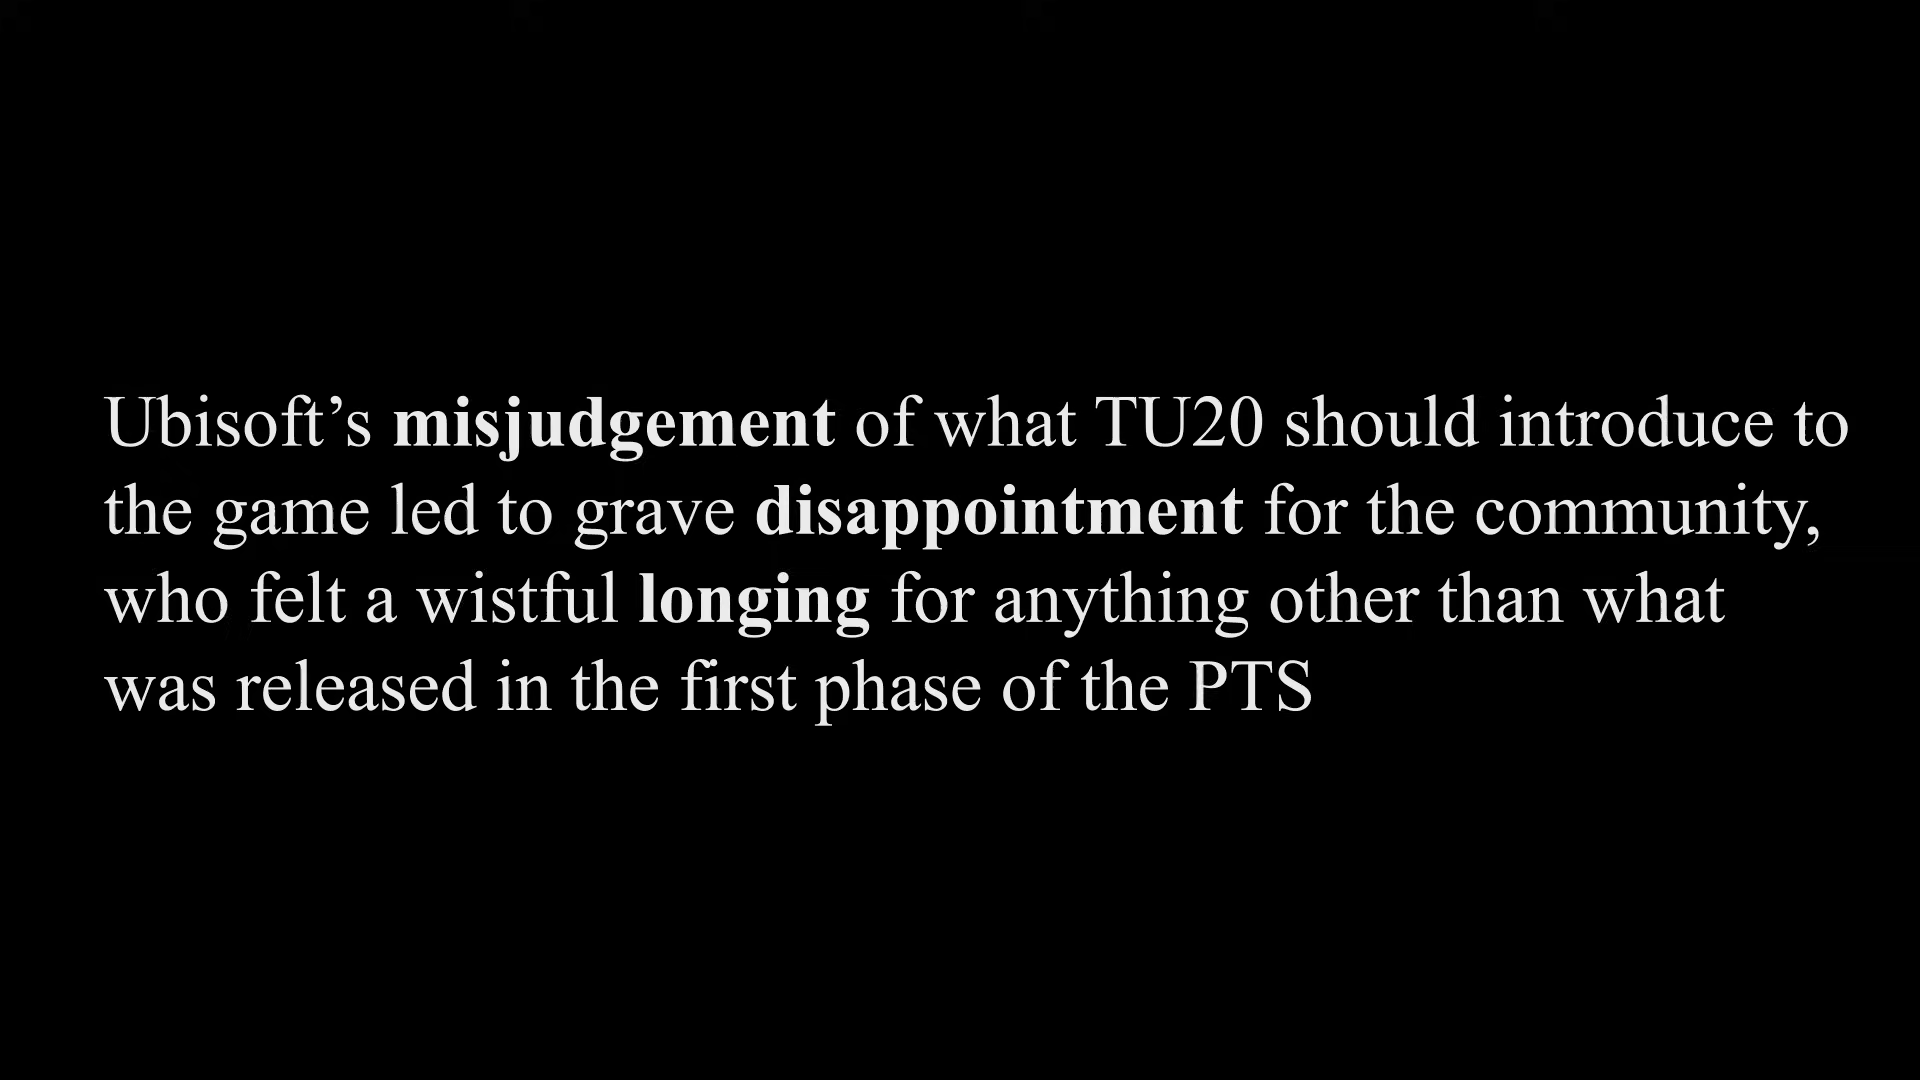 Ubisoft’s misjudgement of what TU20 should introduce to
the game led to grave disappointment for the community,
who felt a wistful longing for anything other than what
was released in the first phase of the PTS